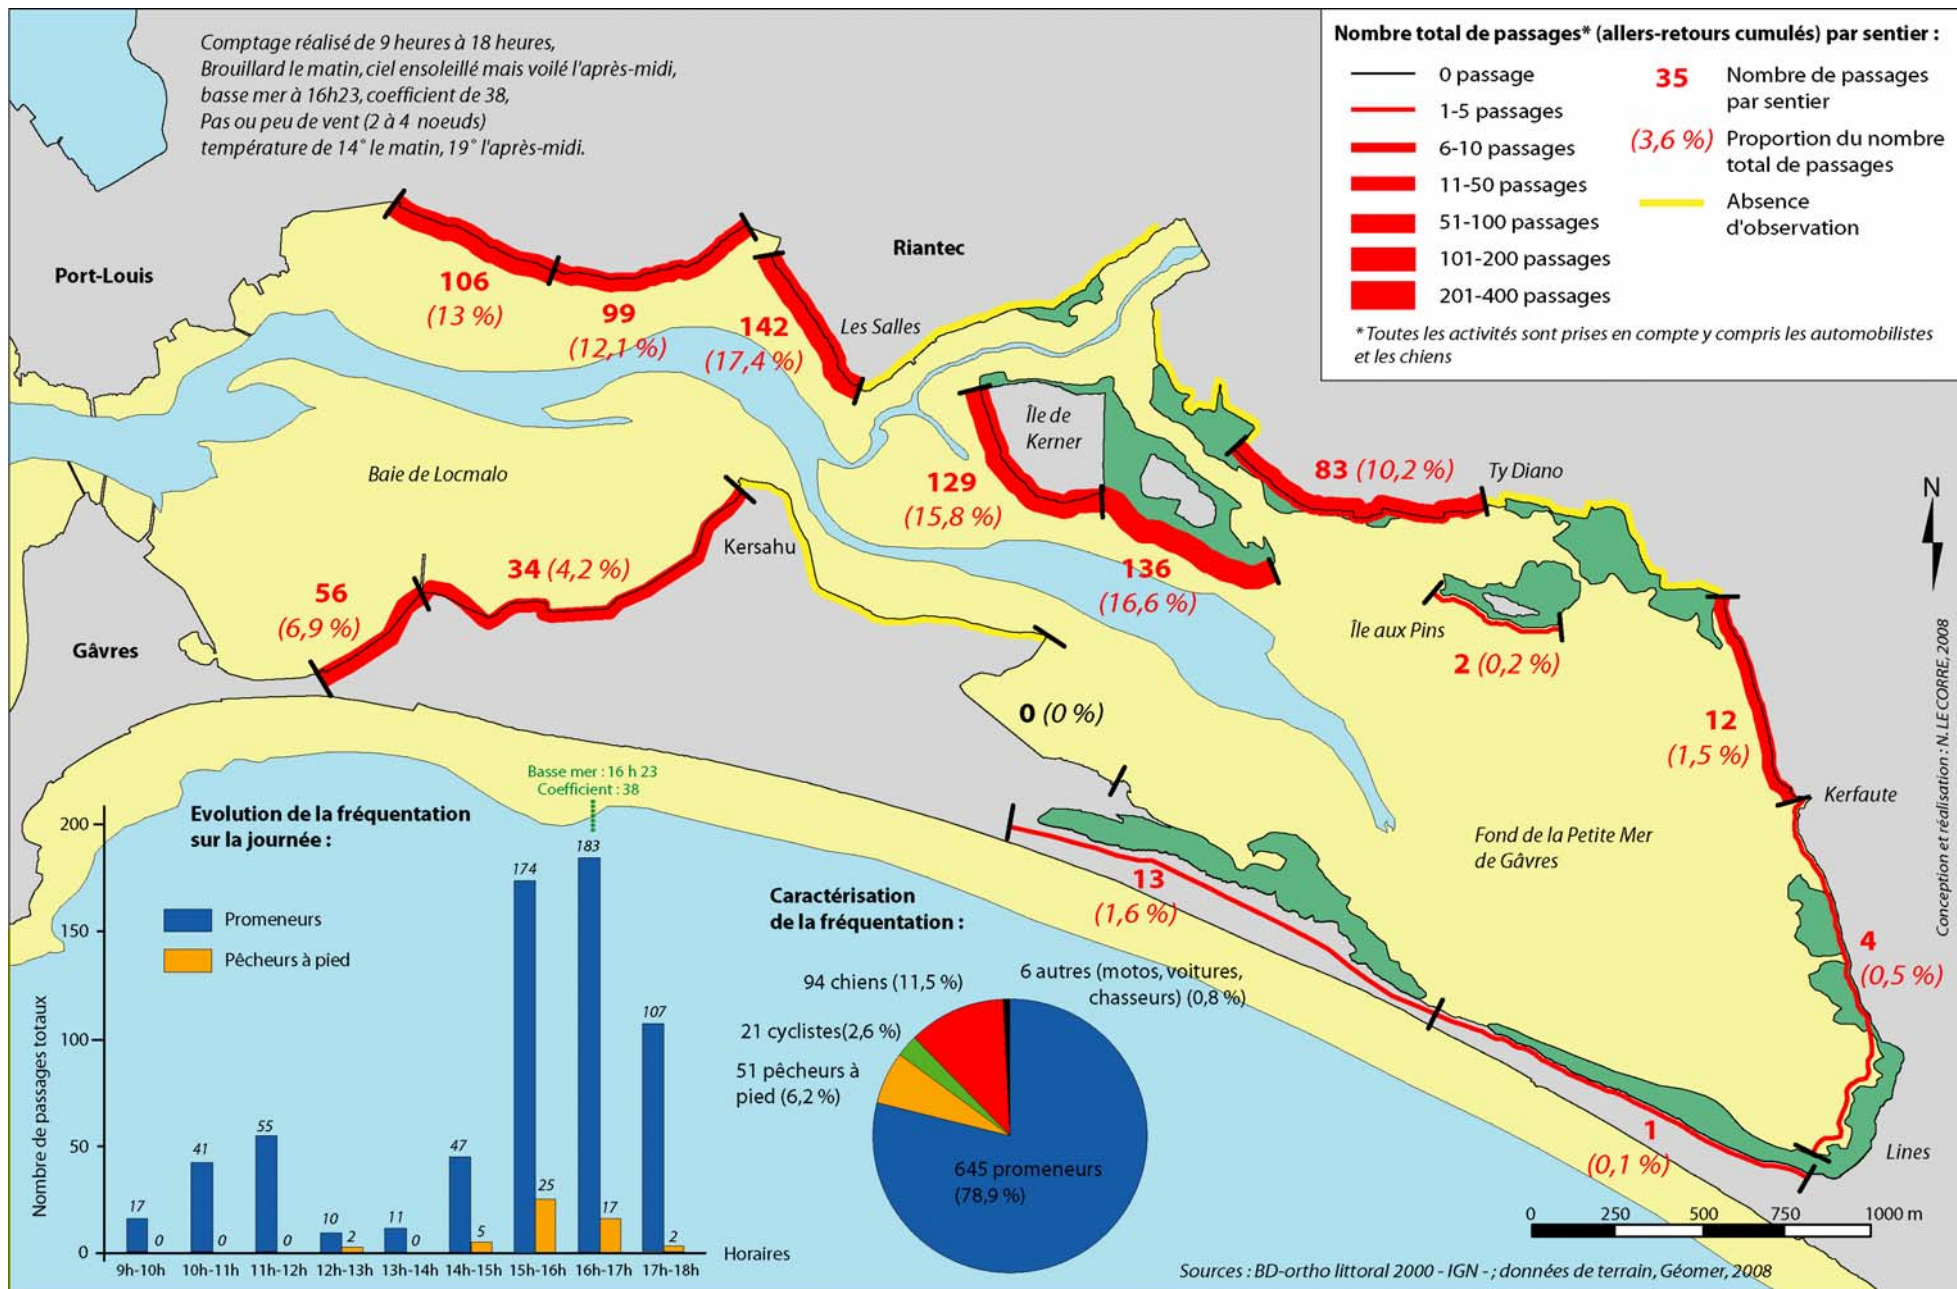 Comptage réalisé de 9 heures à 18 heures,
Brouillard le matin, ciel ensoleillé mais voilé l'après-midi,
basse mer à 16h23, coefficient de 38,
Pas ou peu de vent (2 à 4 noeuds)
température de 14° le matin, 19° l'après-midi.
Nombre total de passages* (allers-retours cumulés) par sentier :
0 passage
1-5 passages
6-10 passages
11-50 passages
51-100 passages
101-200 passages
201-400 passages
35
Nombre de passages
par sentier
(3,6 %)
Proportion du nombre
total de passages
Absence
d'observation
*Toutes les activités sont prises en compte y compris les automobilistes
et les chiens
Port-Louis
Riantec
106
(13 %)
99
(12,1 %)
142
(17,4 %)
Les Salles
Île de
Kerner
129
(15,8 %)
83 (10,2 %)
Ty Diano
N
Baie de Locmalo
Kersahu
34 (4,2 %)
56
(6,9 %)
Gâvres
136
(16,6 %)
Île aux Pins
2 (0,2 %)
0 (0 %)
12
(1,5 %)
Kerfaute
Fond de la Petite Mer
de Gâvres
13
(1,6 %)
4
(0,5 %)
1
(0,1 %)
Lines
Conception et réalisation : N. LE CORRE, 2008
Basse mer : 16 h 23
Coefficient : 38
Evolution de la fréquentation
sur la journée :
Promeneurs
Pêcheurs à pied
Nombre de passages totaux
200
150
100
50
0
17
0
41
0
55
0
10
2
11
0
47
5
174
25
183
17
107
2
9h-10h
10h-11h
11h-12h
12h-13h
13h-14h
14h-15h
15h-16h
16h-17h
17h-18h
Horaires
Caractérisation
de la fréquentation :
94 chiens (11,5 %)
6 autres (motos, voitures,
chasseurs) (0,8 %)
21 cyclistes(2,6 %)
51 pêcheurs à
pied (6,2 %)
645 promeneurs
(78,9 %)
0
250
500
750
1000 m
Sources : BD-ortho littoral 2000 - IGN - ; données de terrain, Géomer, 2008